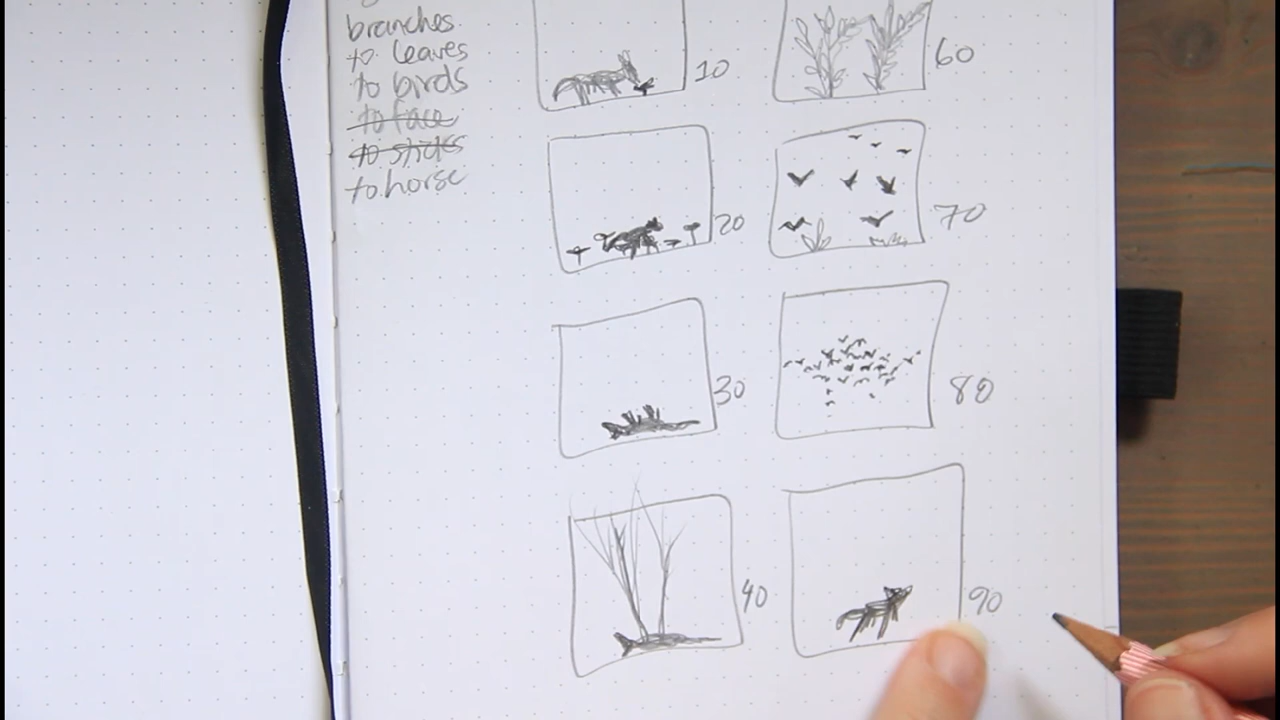 branches
to leaves
to birds
to face
to sticks
to horse
10
60
20
70
30
80
40
90